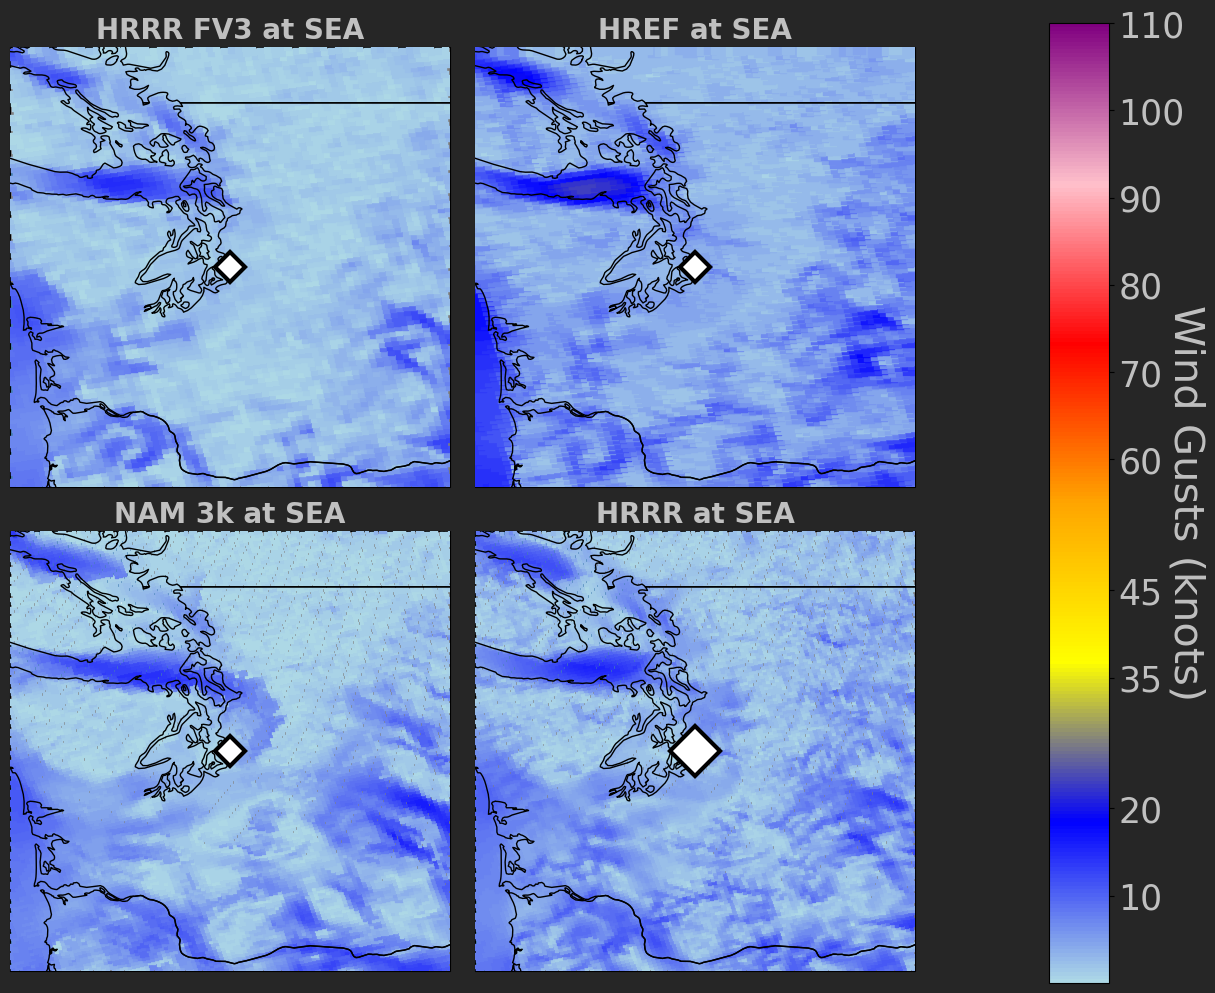 HRRR FV3 at SEA
HREF at SEA
NAM 3k at SEA
HRRR at SEA
110
100
90
80
70
60
45
35
20
10
Wind Gusts (knots)